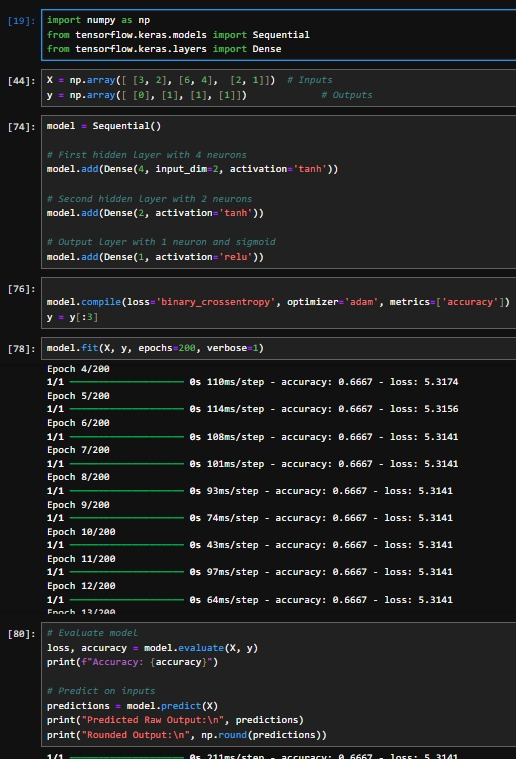 [19]:
import numpy as np
from tensorflow.keras.models import Sequential
from tensorflow.keras.layers import Dense
[44]:
X = np.array([ [3, 2], [6, 4],  [2, 1]])  # Inputs
y = np.array([ [0], [1], [1], [1]])            # Outputs
[74]:
model = Sequential()
# First hidden layer with 4 neurons
model.add(Dense(4, input_dim=2, activation='tanh'))
# Second hidden layer with 2 neurons
model.add(Dense(2, activation='tanh'))
# Output layer with 1 neuron and sigmoid
model.add(Dense(1, activation='relu'))
[76]:
model.compile(loss='binary_crossentropy', optimizer='adam', metrics=['accuracy'])
y = y[:3]
[78]:
model.fit(X, y, epochs=200, verbose=1)
Epoch 4/200
1/1 0s 110ms/step - accuracy: 0.6667 - loss: 5.3174
Epoch 5/200
1/1 0s 114ms/step - accuracy: 0.6667 - loss: 5.3156
Epoch 6/200
1/1 0s 108ms/step - accuracy: 0.6667 - loss: 5.3141
Epoch 7/200
1/1 0s 101ms/step - accuracy: 0.6667 - loss: 5.3141
Epoch 8/200
1/1 0s 93ms/step - accuracy: 0.6667 - loss: 5.3141
Epoch 9/200
1/1 0s 74ms/step - accuracy: 0.6667 - loss: 5.3141
Epoch 10/200
1/1 0s 43ms/step - accuracy: 0.6667 - loss: 5.3141
Epoch 11/200
1/1 0s 97ms/step - accuracy: 0.6667 - loss: 5.3141
Epoch 12/200
1/1 0s 64ms/step - accuracy: 0.6667 - loss: 5.3141
Epoch 13/200
[80]:
# Evaluate model
loss, accuracy = model.evaluate(X, y)
print(f"Accuracy: {accuracy}")
# Predict on inputs
predictions = model.predict(X)
print("Predicted Raw Output:\n", predictions)
print("Rounded Output:\n", np.round(predictions))
1/1 0s 211ms/step - accuracy: 0.6667 - loss: 5.3141